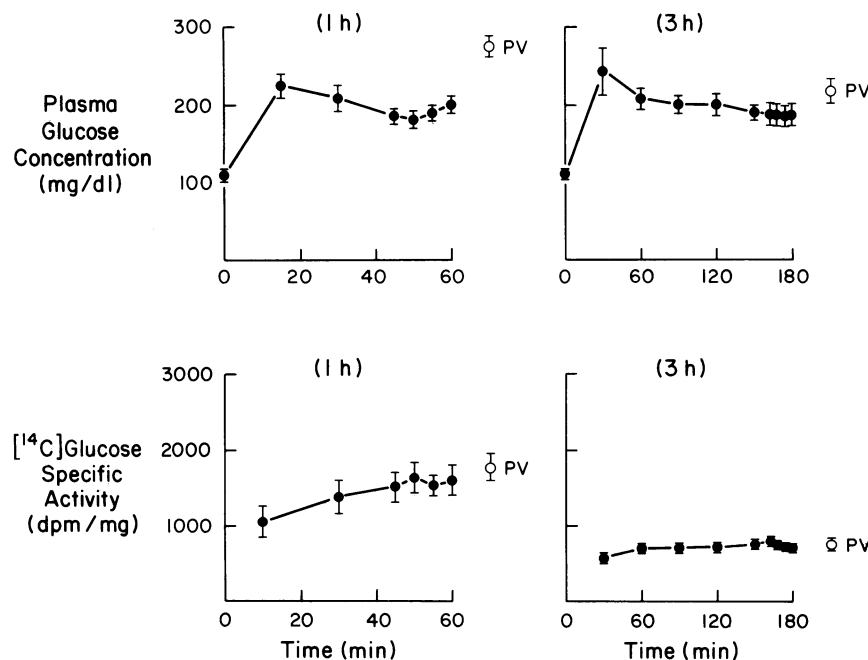 (1 h)
300
200
100
0 20 40 60
PV
Plasma
Glucose
Concentration
(mg/dl)
(3 h)
0 60 120 180
PV
(1 h)
3000
2000
1000
0 20 40 60
Time (min)
PV
[¹⁴C]Glucose
Specific
Activity
(dpm/mg)
(3 h)
0 60 120 180
Time (min)
PV